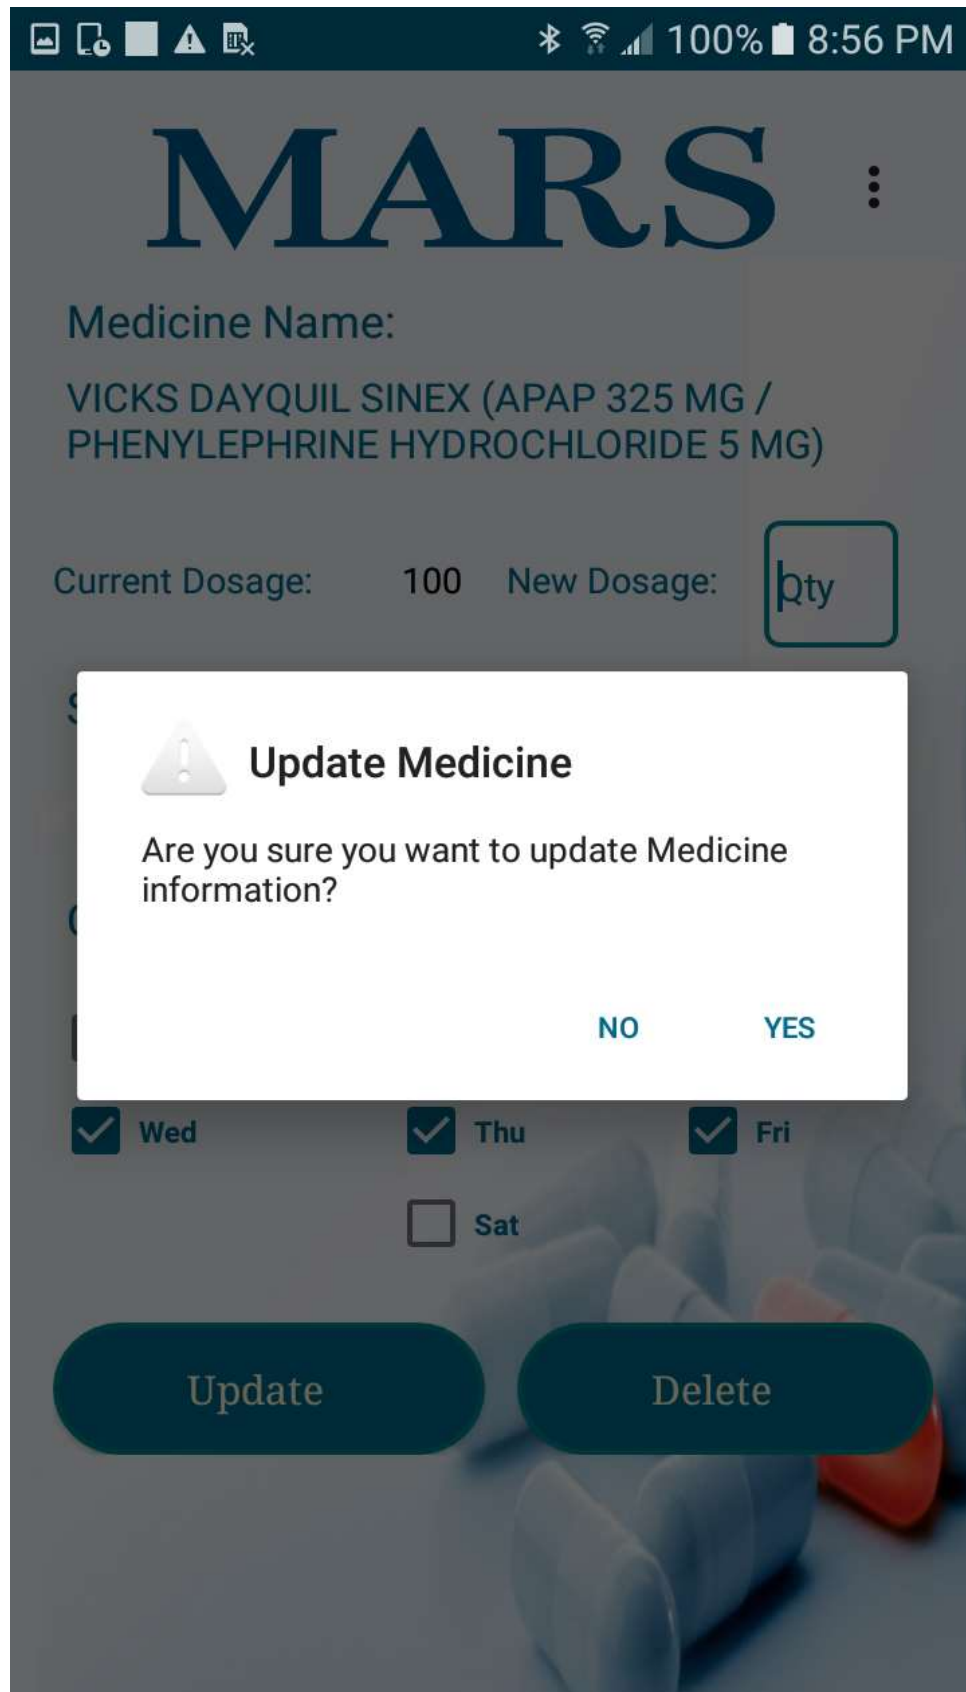 100% 8:56 PM
MARS
Medicine Name:
VICKS DAYQUIL SINEX (APAP 325 MG /
PHENYLEPHRINE HYDROCHLORIDE 5 MG)
Current Dosage: 100 New Dosage: Qty
Update Medicine
Are you sure you want to update Medicine
information?
NO YES
Wed Thu Fri
Sat
Update Delete